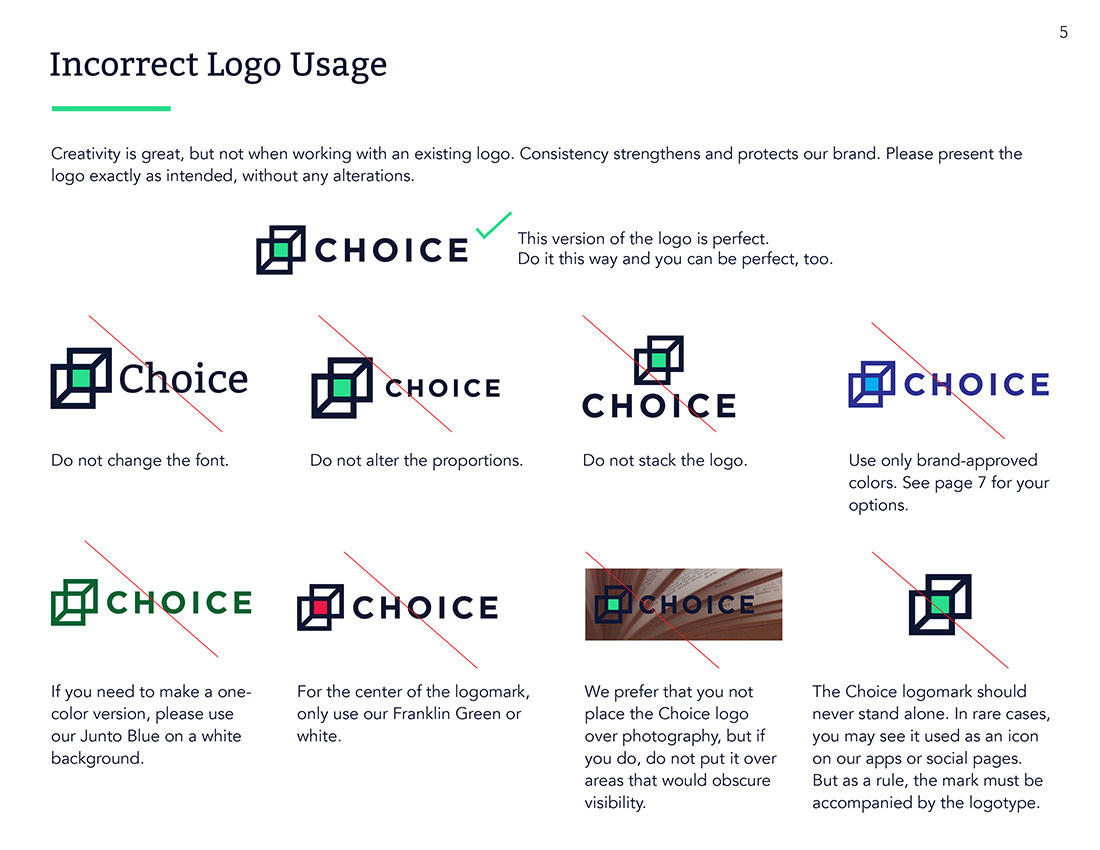 5
Incorrect Logo Usage
Creativity is great, but not when working with an existing logo. Consistency strengthens and protects our brand. Please present the
logo exactly as intended, without any alterations.
CHOICE
This version of the logo is perfect.
Do it this way and you can be perfect, too.
Choice
CHOICE
CHOICE
CHOICE
Do not change the font.
Do not alter the proportions.
Do not stack the logo.
Use only brand-approved
colors. See page 7 for your
options.
CHOICE
CHOICE
CHOICE
If you need to make a one-
color version, please use
our Junto Blue on a white
background.
For the center of the logomark,
only use our Franklin Green or
white.
We prefer that you not
place the Choice logo
over photography, but if
you do, do not put it over
areas that would obscure
visibility.
The Choice logomark should
never stand alone. In rare cases,
you may see it used as an icon
on our apps or social pages.
But as a rule, the mark must be
accompanied by the logotype.